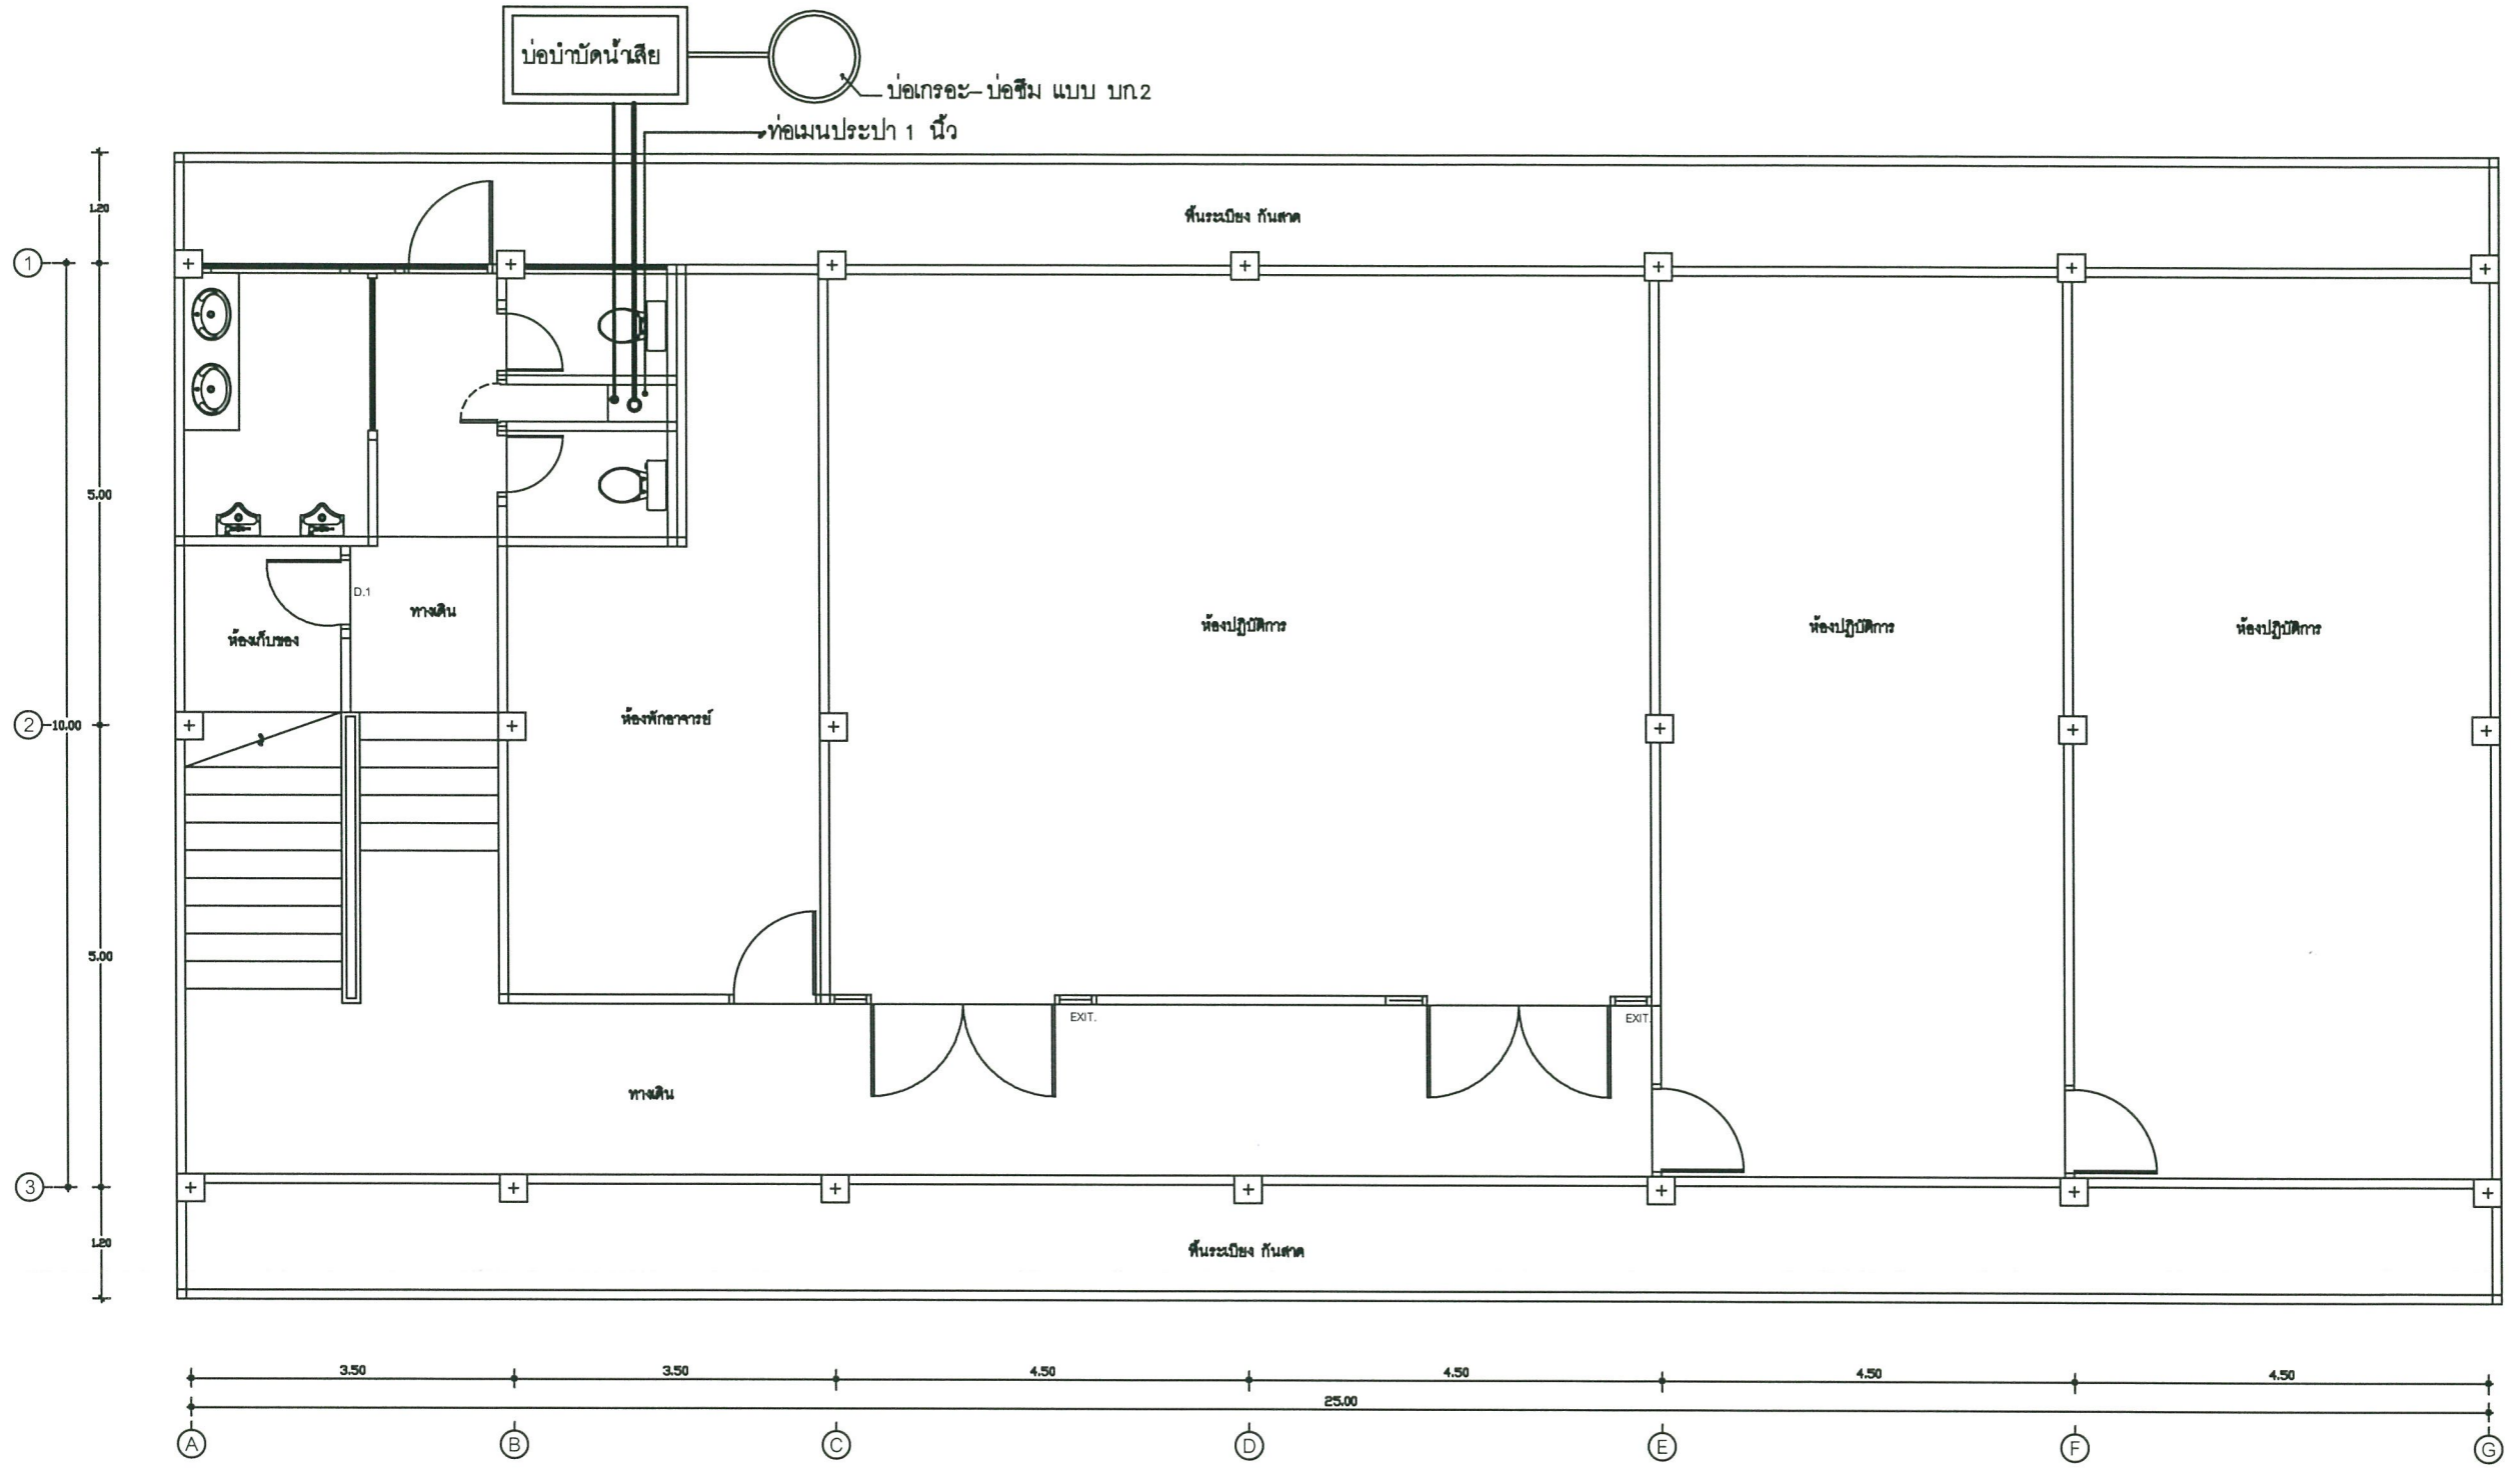 บ่อบำบัดน้ำเสีย
บ่อเกรอะ-บ่อซึม แบบ บก.2
ท่อเมนประปา 1 นิ้ว
1.20
พื้นระเบียง กันสาด
1
5.00
D.1
ทางเดิน
ห้องเก็บของ
ห้องปฏิบัติการ
ห้องปฏิบัติการ
ห้องปฏิบัติการ
ห้องพักอาจารย์
2
10.00
5.00
EXIT.
EXIT.
ทางเดิน
3
1.20
พื้นระเบียง กันสาด
3.50 3.50 4.50 4.50 4.50 4.50
25.00
A B C D E F G